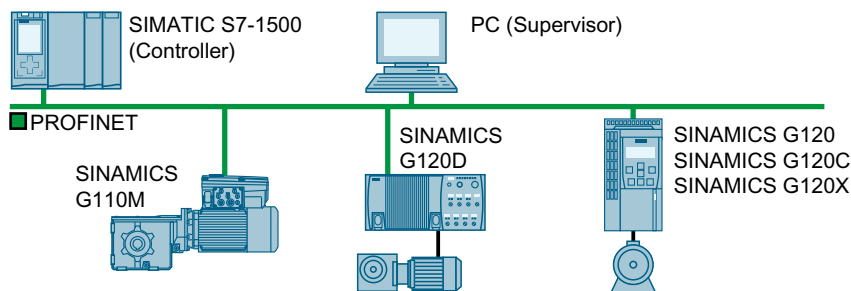 SIMATIC S7-1500
(Controller)
PC (Supervisor)
PROFINET
SINAMICS
G110M
SINAMICS
G120D
SINAMICS G120
SINAMICS G120C
SINAMICS G120X